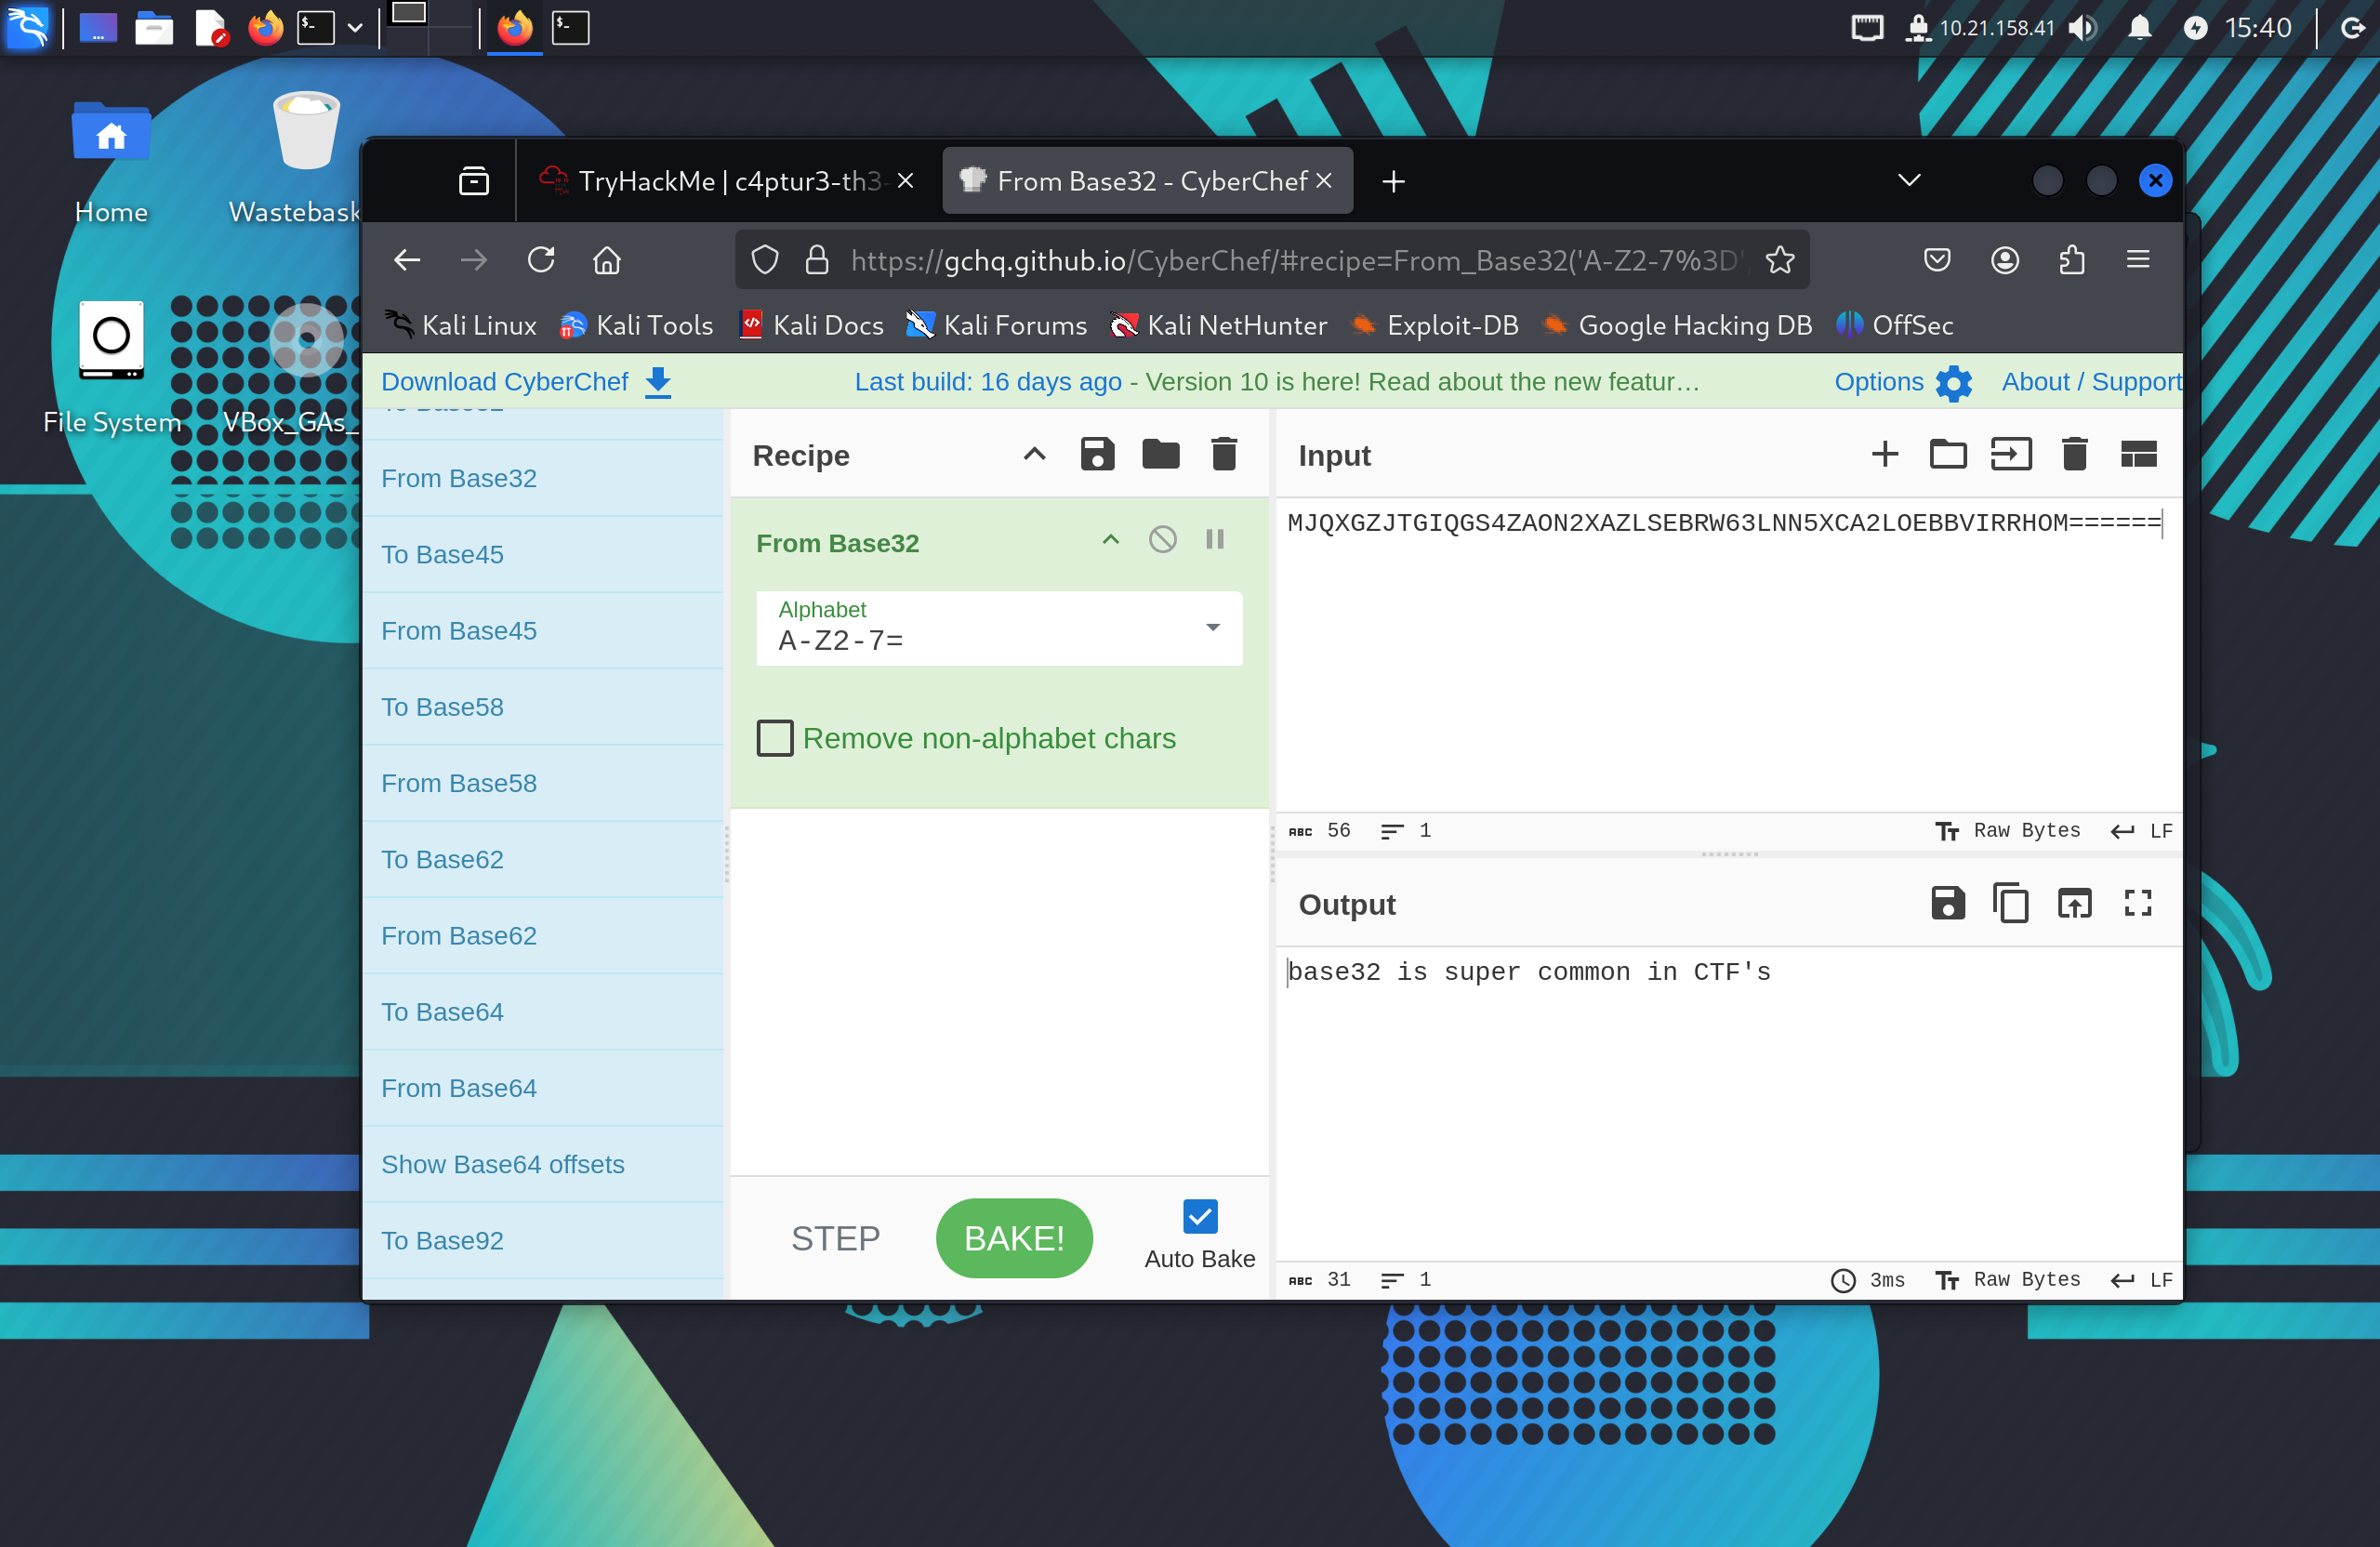 10.21.158.41
15:40
Home
Wastebask
File System
VBox_GAs_
TryHackMe | c4ptur3-th3-
From Base32 - CyberChef
https://gchq.github.io/CyberChef/#recipe=From_Base32('A-Z2-7%3D',
Kali Linux
Kali Tools
Kali Docs
Kali Forums
Kali NetHunter
Exploit-DB
Google Hacking DB
OffSec
Download CyberChef
Last build: 16 days ago - Version 10 is here! Read about the new featur…
Options
About / Support
From Base32
To Base45
From Base45
To Base58
From Base58
To Base62
From Base62
To Base64
From Base64
Show Base64 offsets
To Base92
Recipe
From Base32
Alphabet
A-Z2-7=
Remove non-alphabet chars
STEP
BAKE!
Auto Bake
Input
MJQXGZJTGIQGS4ZAON2XAZLSEBRW63LNN5XCA2LOEBBVIRRHOM======
ABC 56
1
Raw Bytes
LF
Output
base32 is super common in CTF's
ABC 31
1
3ms
Raw Bytes
LF